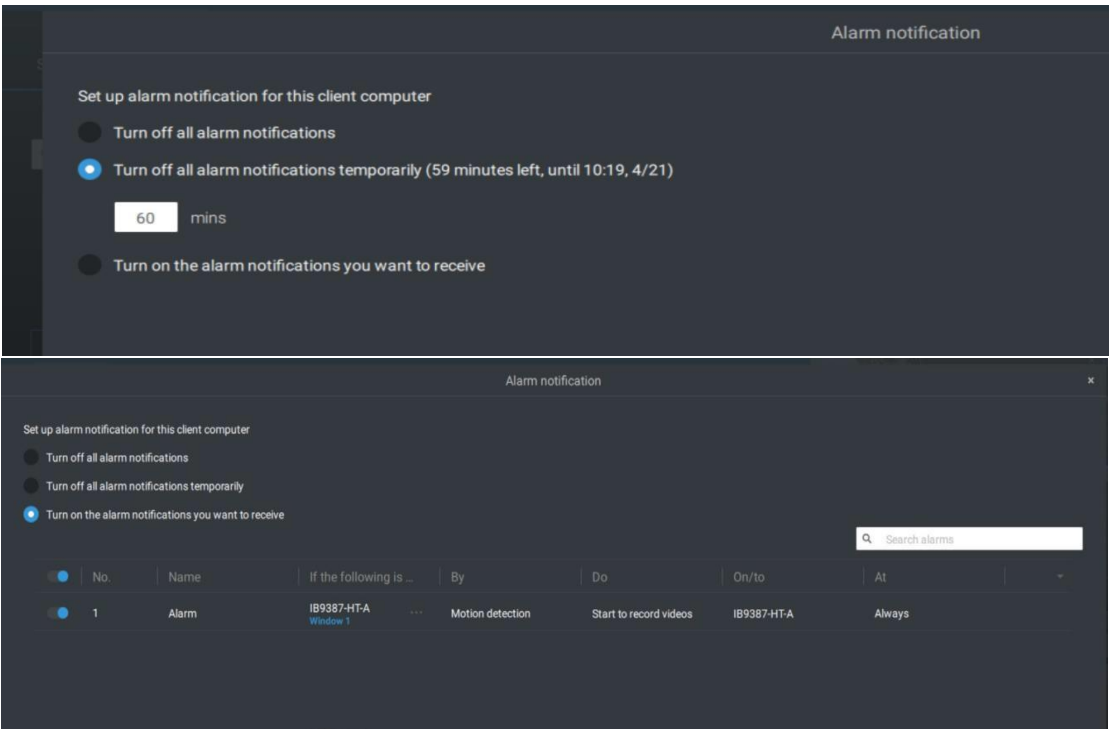 Alarm notification
Set up alarm notification for this client computer
Turn off all alarm notifications
Turn off all alarm notifications temporarily (59 minutes left, until 10:19, 4/21)
60 mins
Turn on the alarm notifications you want to receive
Alarm notification x
Set up alarm notification for this client computer
Turn off all alarm notifications
Turn off all alarm notifications temporarily
Turn on the alarm notifications you want to receive
Search alarms
No. Name If the following is ... By Do On/to At
1 Alarm IB9387-HT-A ... Motion detection Start to record videos IB9387-HT-A Always
Window 1